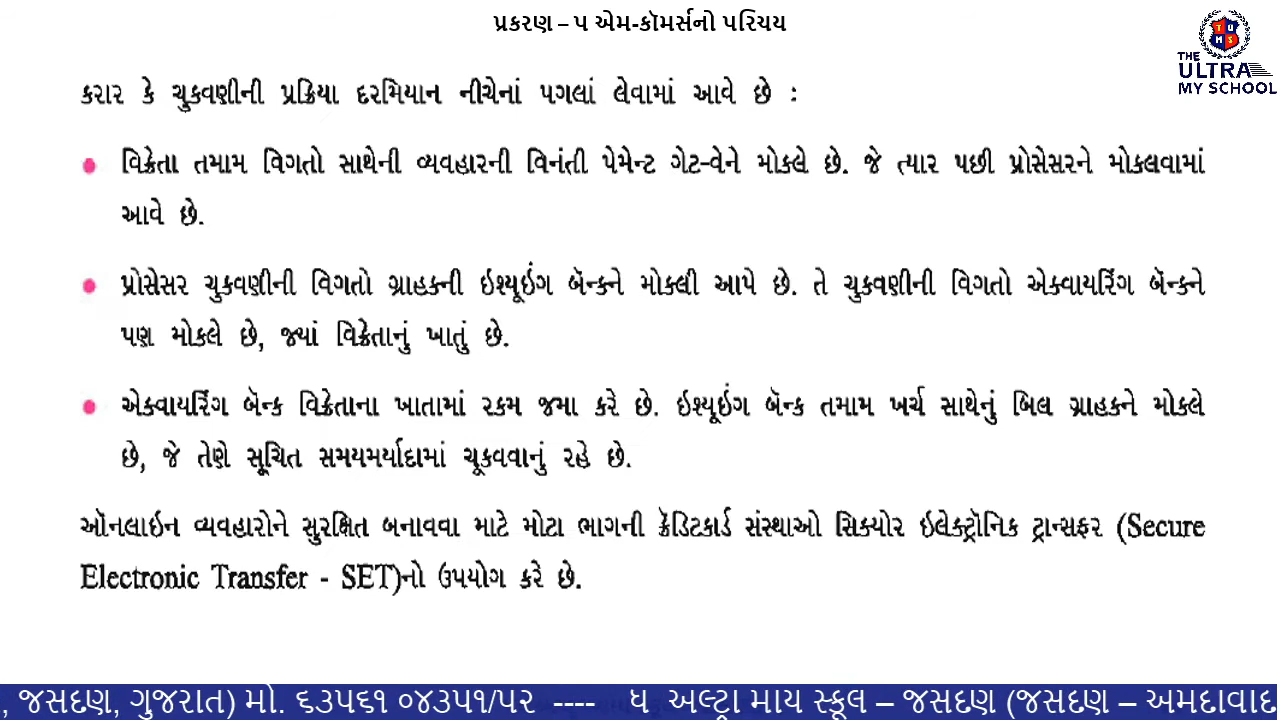 પ્રકરણ – ૫ એમ-કૉમર્સનો પરિચય
TUMS
THE
ULTRA
MY SCHOOL
કરાર કે ચુકવણીની પ્રક્રિયા દરમિયાન નીચેનાં પગલાં લેવામાં આવે છે :
• વિક્રેતા તમામ વિગતો સાથેની વ્યવહારની વિનંતી પેમેન્ટ ગેટ-વેને મોકલે છે. જે ત્યાર પછી પ્રોસેસરને મોકલવામાં
આવે છે.
• પ્રોસેસર ચુકવણીની વિગતો ગ્રાહકની ઇશ્યૂઇંગ બૅન્કને મોકલી આપે છે. તે ચુકવણીની વિગતો એક્વાયરિંગ બૅન્કને
પણ મોકલે છે, જ્યાં વિક્રેતાનું ખાતું છે.
• એક્વાયરિંગ બૅન્ક વિક્રેતાના ખાતામાં રકમ જમા કરે છે. ઇશ્યૂઇંગ બૅન્ક તમામ ખર્ચ સાથેનું બિલ ગ્રાહકને મોકલે
છે, જે તેણે સૂચિત સમયમર્યાદામાં ચૂકવવાનું રહે છે.
ઑનલાઇન વ્યવહારોને સુરક્ષિત બનાવવા માટે મોટા ભાગની ક્રૅડિટકાર્ડ સંસ્થાઓ સિક્યોર ઇલેક્ટ્રૉનિક ટ્રાન્સફર (Secure
Electronic Transfer - SET)નો ઉપયોગ કરે છે.
, જસદણ, ગુજરાત) મો. ૬૩૫૬૧ ૦૪૩૫૧/૫૨ ---- ધ અલ્ટ્રા માય સ્કૂલ – જસદણ (જસદણ – અમદાવાદ